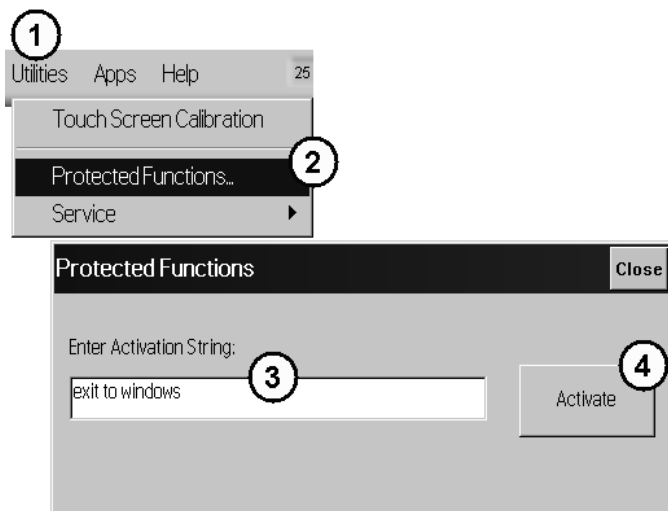 1
Utilities Apps Help 25
Touch Screen Calibration
2
Protected Functions...
Service
Protected Functions Close
Enter Activation String:
3
4
exit to windows
Activate